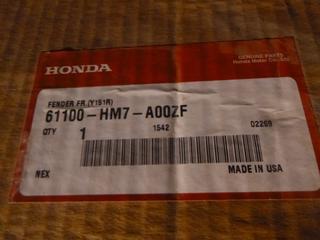 GENUINE PARTS
HONDA
Honda Motor Co., Ltd.
FENDER FR (Y151R)
61100-HM7-A00ZF
QTY 1 1542 02269
NEX MADE IN USA